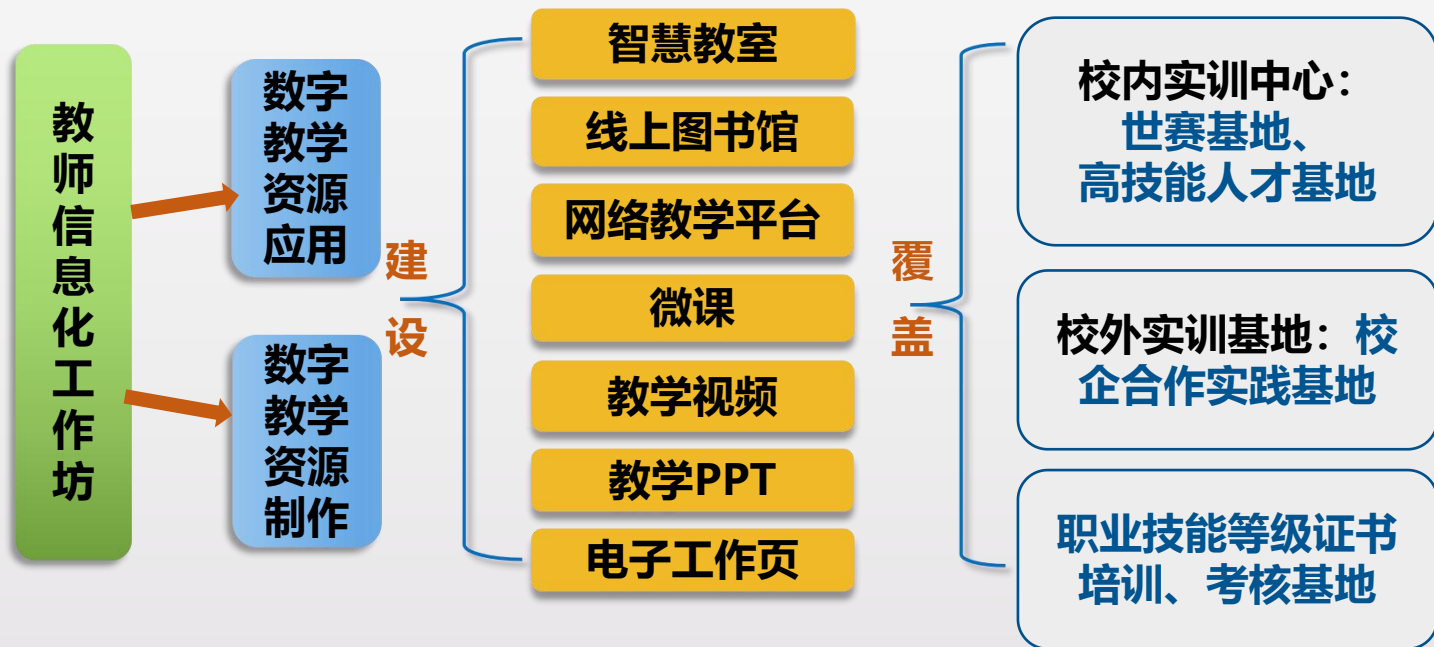 教
师
信
息
化
工
作
坊
数字
教学
资源
应用
数字
教学
资源
制作
建
设
智慧教室
线上图书馆
网络教学平台
微课
教学视频
教学PPT
电子工作页
覆
盖
校内实训中心：
世赛基地、
高技能人才基地
校外实训基地：校
企合作实践基地
职业技能等级证书
培训、考核基地